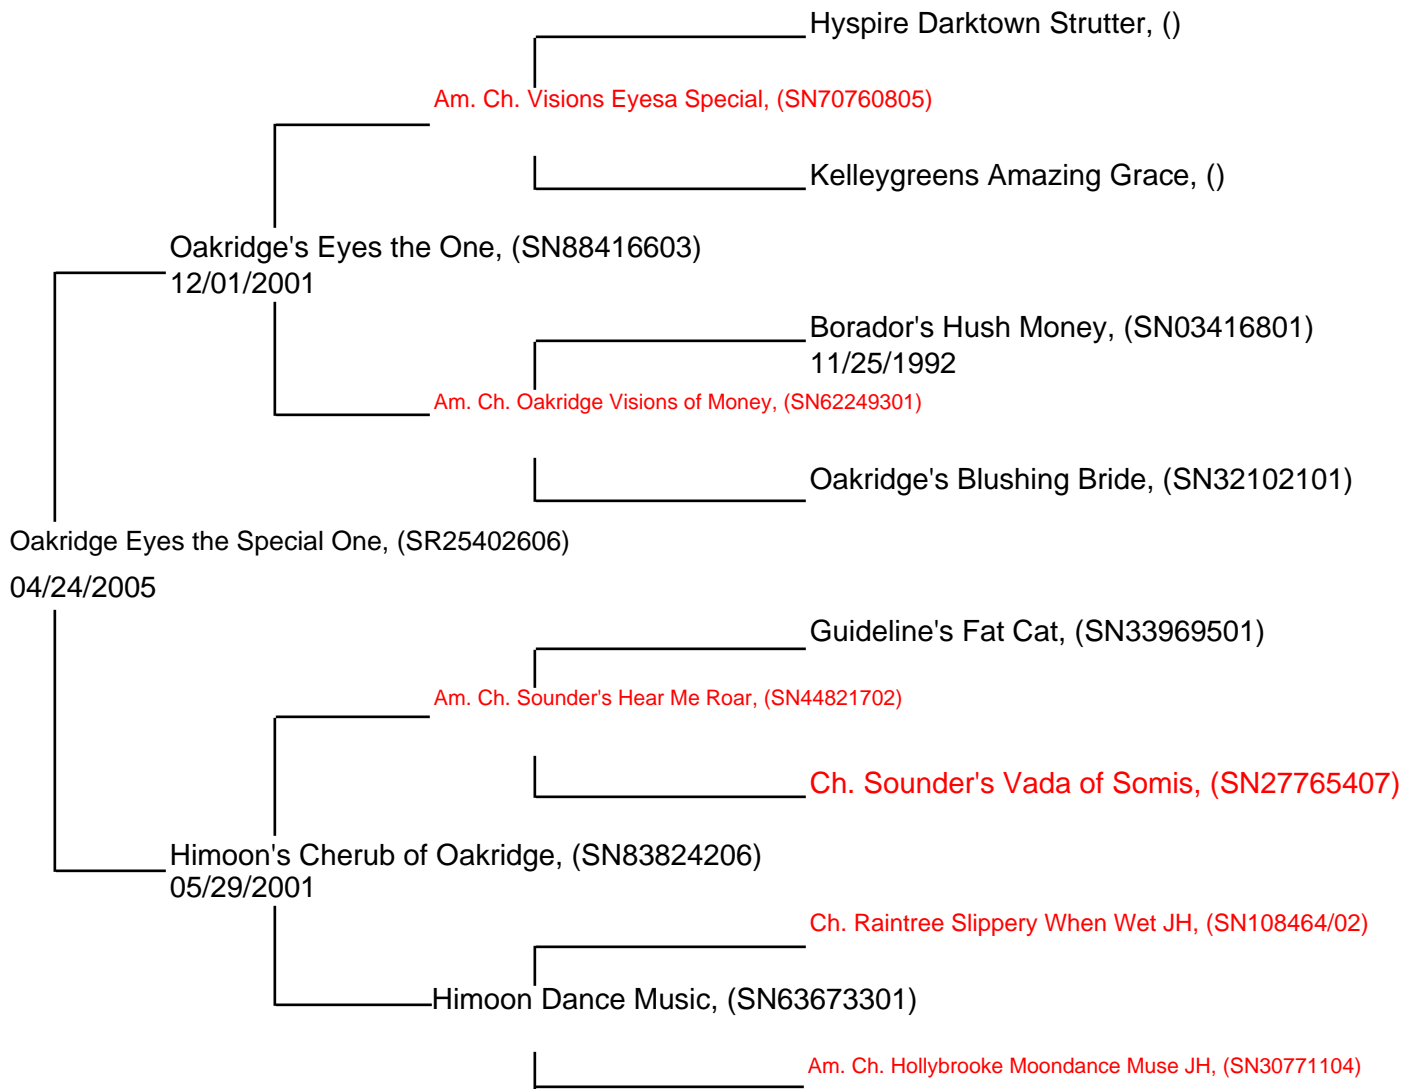 Hyspire Darktown Strutter, ()
Am. Ch. Visions Eyesa Special, (SN70760805)
Kelleygreens Amazing Grace, ()
Oakridge's Eyes the One, (SN88416603)
12/01/2001
Borador's Hush Money, (SN03416801)
11/25/1992
Am. Ch. Oakridge Visions of Money, (SN62249301)
Oakridge's Blushing Bride, (SN32102101)
Oakridge Eyes the Special One, (SR25402606)
04/24/2005
Guideline's Fat Cat, (SN33969501)
Am. Ch. Sounder's Hear Me Roar, (SN44821702)
Ch. Sounder's Vada of Somis, (SN27765407)
Himoon's Cherub of Oakridge, (SN83824206)
05/29/2001
Ch. Raintree Slippery When Wet JH, (SN108464/02)
Himoon Dance Music, (SN63673301)
Am. Ch. Hollybrooke Moondance Muse JH, (SN30771104)